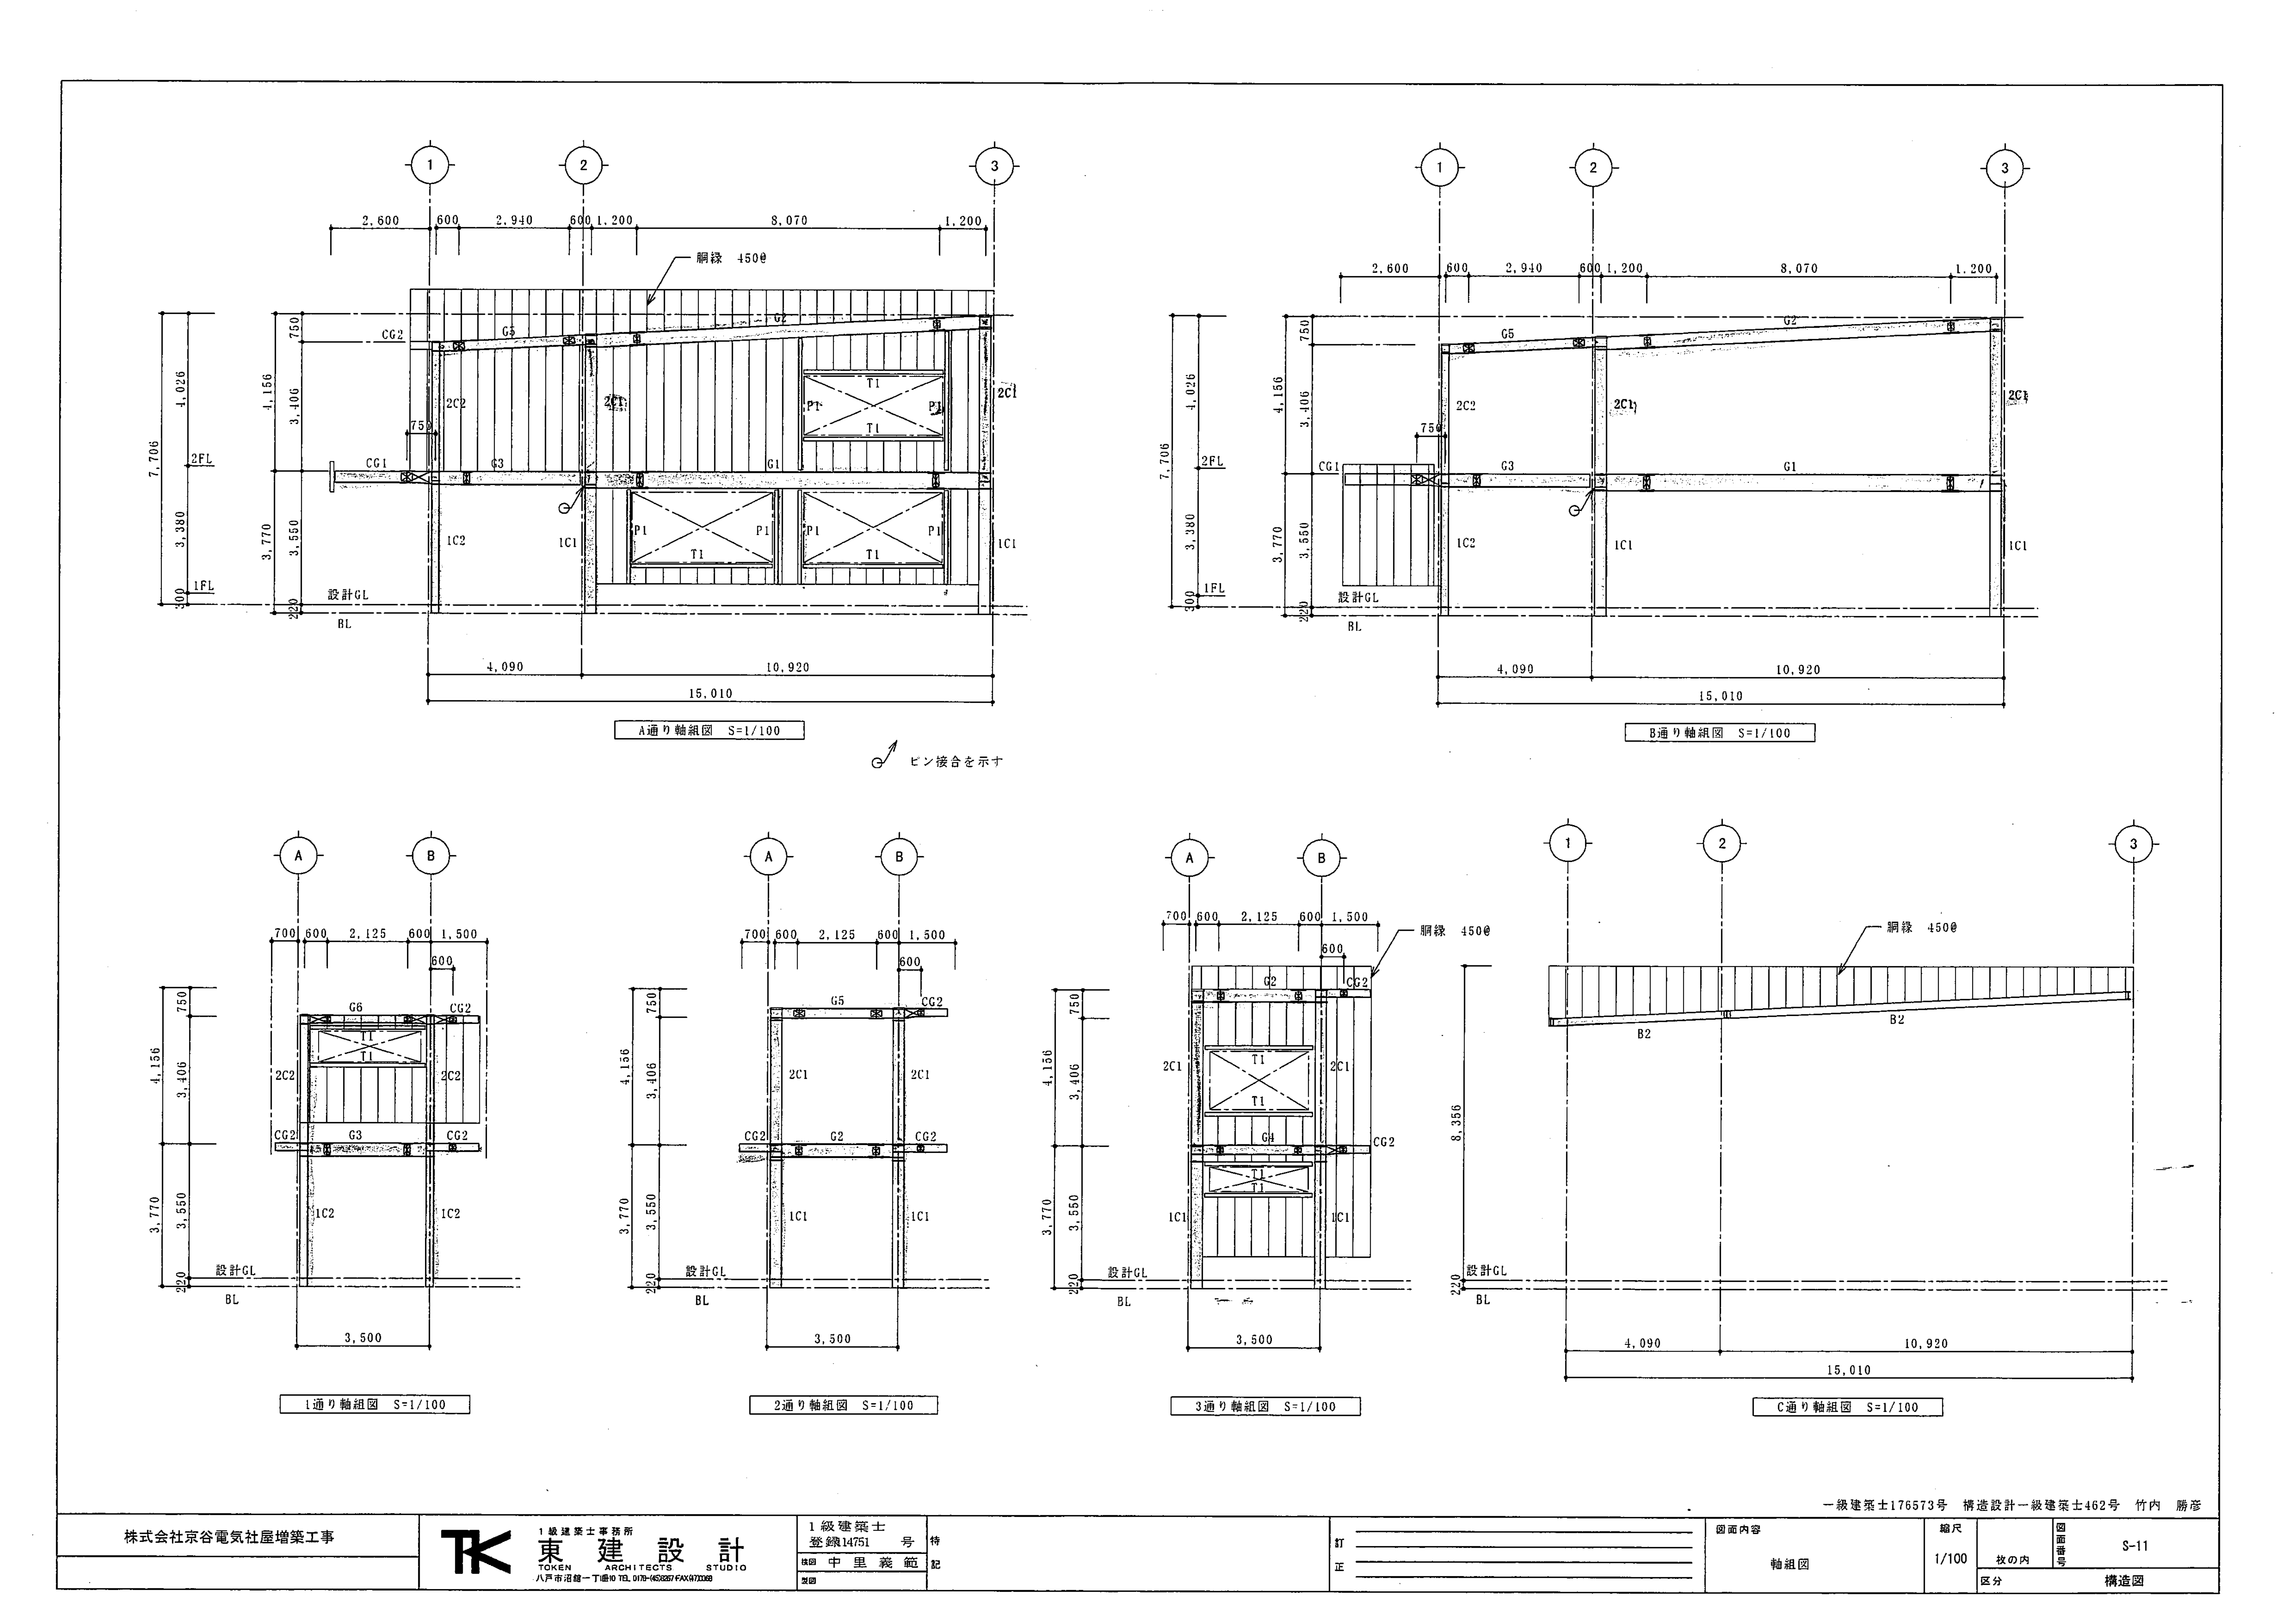 1
2
3
2,600
600
2,940
600
1,200
8,070
1,200
胴縁 450@
CG2
G5
G2
750
4,156
4,026
3,406
7,706
2C2
2C1
2C1
P1
T1
P1
T1
750
2FL
CG1
G3
G1
3,380
3,770
3,550
1C2
1C1
P1
P1
T1
P1
P1
T1
1C1
1FL
300
220
設計GL
BL
4,090
10,920
15,010
A通り軸組図 S=1/100
ピン接合を示す
1
2
3
2,600
600
2,940
600
1,200
8,070
1,200
G5
G2
750
4,156
4,026
3,406
7,706
2C2
2C1
2C1
750
2FL
CG1
G3
G1
3,380
3,770
3,550
1C2
1C1
1C1
1FL
300
220
設計GL
BL
4,090
10,920
15,010
B通り軸組図 S=1/100
A
B
700
600
2,125
600
1,500
600
750
G6
CG2
T1
T1
4,156
3,406
2C2
2C2
CG2
G3
CG2
3,770
3,550
1C2
1C2
220
設計GL
BL
3,500
1通り軸組図 S=1/100
A
B
700
600
2,125
600
1,500
600
750
G5
CG2
4,156
3,406
2C1
2C1
CG2
G2
CG2
3,770
3,550
1C1
1C1
220
設計GL
BL
3,500
2通り軸組図 S=1/100
A
B
700
600
2,125
600
1,500
600
胴縁 450@
750
G2
CG2
4,156
3,406
2C1
T1
T1
2C1
G4
CG2
T1
T1
3,770
3,550
1C1
1C1
220
設計GL
BL
3,500
3通り軸組図 S=1/100
1
2
3
胴縁 450@
B2
B2
8,356
220
設計GL
BL
4,090
10,920
15,010
C通り軸組図 S=1/100
一級建築士176573号 構造設計一級建築士462号 竹内 勝彦
株式会社京谷電気社屋増築工事
TK
1級建築士事務所
東建設計
TOKEN ARCHITECTS STUDIO
1級建築士
登録14751 号
検図 中里義範
製図
特記
訂正
図面内容
軸組図
縮尺
1/100
枚の内
図面番号
S-11
区分
構造図